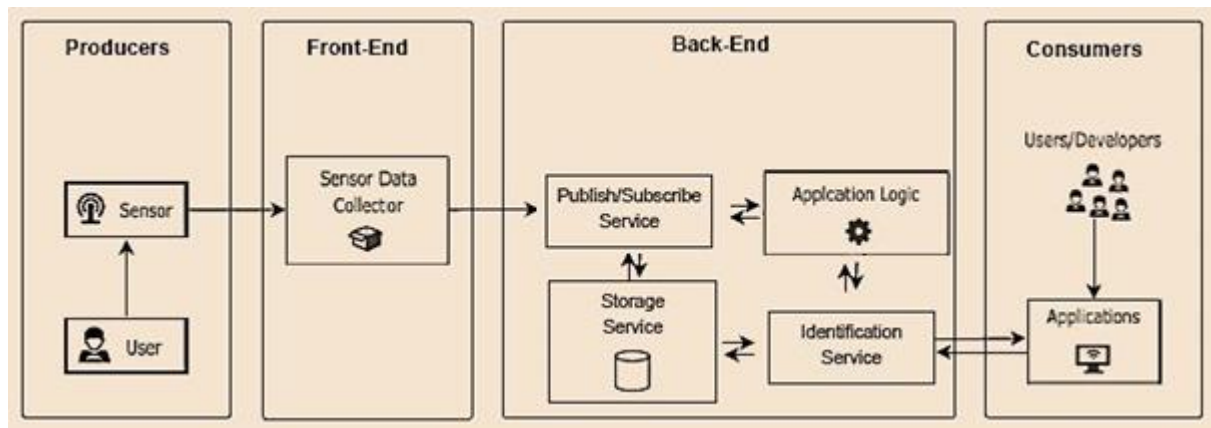 Producers
Front-End
Back-End
Consumers
Users/Developers
Sensor Data
Collector
Publish/Subscribe
Service
Applcation Logic
Sensor
Storage
Service
Identification
Service
Applications
User